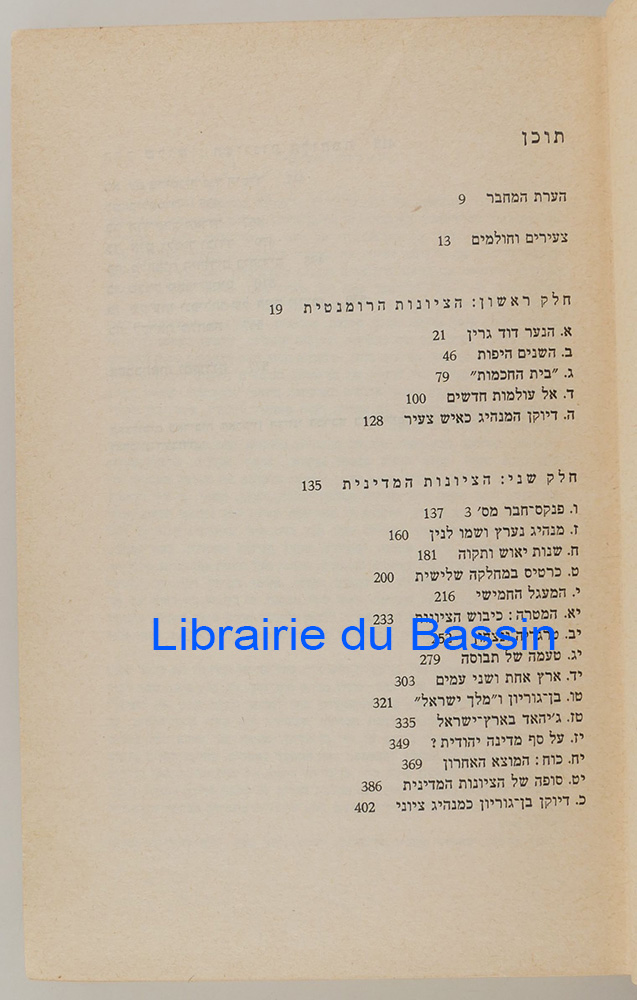 תוכן
הערת המחבר 9
צעירים וחולמים 13
חלק ראשון: הציונות הרומנטית 19
א. הנער דוד גרין 21
ב. השנים היפות 46
ג. "בית החכמות" 79
ד. אל עולמות חדשים 100
ה. דיוקן המנהיג כאיש צעיר 128
חלק שני: הציונות המדינית 135
ו. פנקס־חבר מס' 3 137
ז. מנהיג נערץ ושמו לנין 160
ח. שנות יאוש ותקוה 181
ט. כרטיס במחלקה שלישית 200
י. המעגל החמישי 216
יא. המטרה: כיבוש הציונות 233
Librairie du Bassin
יב.
יג. טעמה של תבוסה 279
יד. ארץ אחת ושני עמים 303
טו. בן־גוריון ו"מלך ישראל" 321
טז. ג'יהאד בארץ־ישראל 335
יז. על סף מדינה יהודית? 349
יח. כוח: המוצא האחרון 369
יט. סופה של הציונות המדינית 386
כ. דיוקן בן־גוריון כמנהיג ציוני 402